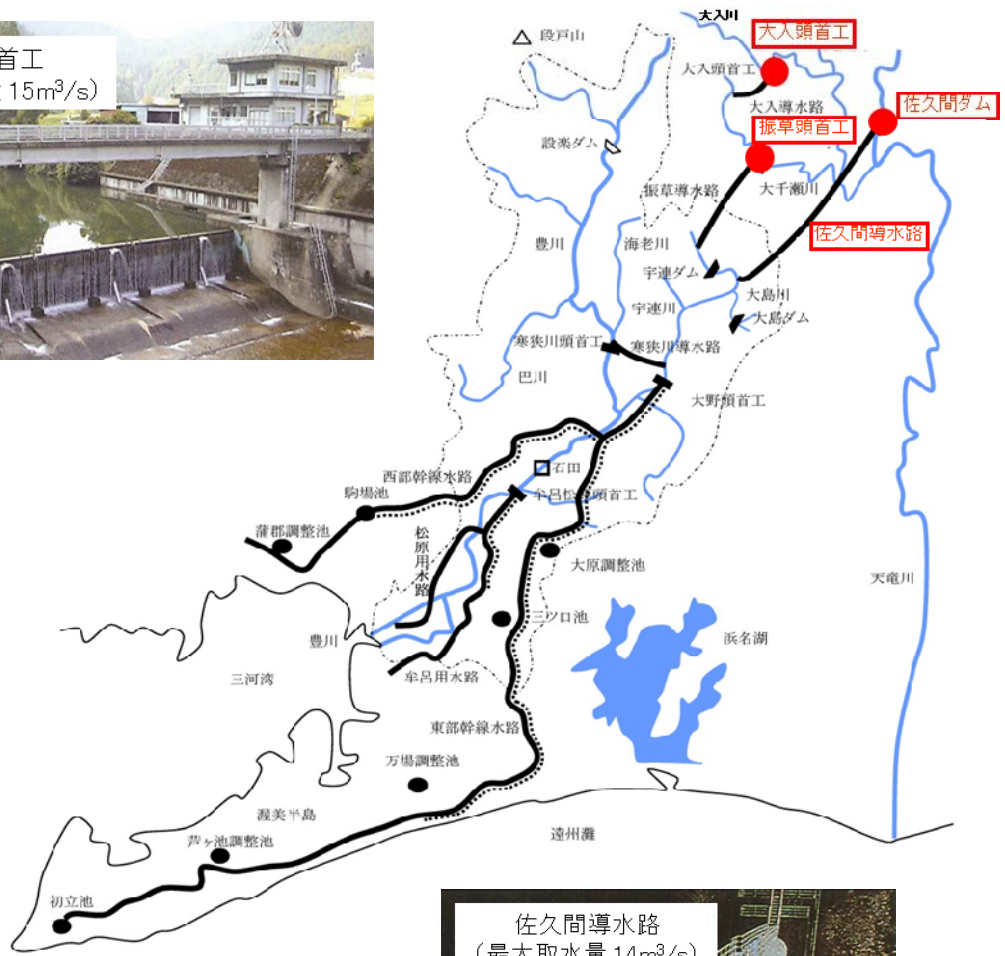 首工
15m³/s)
大入川
段戸山
大入頭首工
大入頭首工
大入導水路
佐久間ダム
振草頭首工
設楽ダム
振草導水路
大千瀬川
佐久間導水路
豊川
海老川
宇連ダム
大島川
宇連川
大島ダム
寒狭川頭首工
寒狭川導水路
巴川
大野頭首工
石田
西部幹線水路
駒場池
牟呂松原頭首工
蒲郡調整池
松原用水路
大原調整池
天竜川
三ツ口池
豊川
浜名湖
三河湾
牟呂用水路
東部幹線水路
万場調整池
渥美半島
遠州灘
芦ヶ池調整池
初立池
佐久間導水路
(最大取水量 14m³/s)